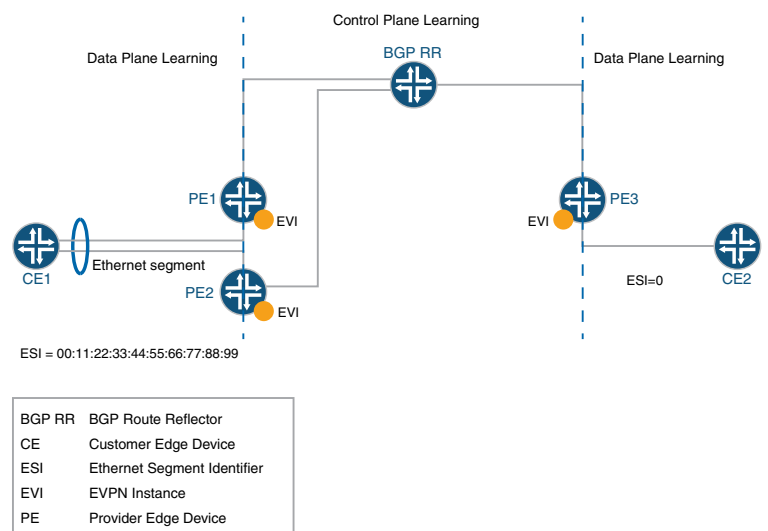 Control Plane Learning
Data Plane Learning
BGP RR
Data Plane Learning
PE1
EVI
PE3
EVI
CE1
Ethernet segment
PE2
EVI
ESI=0
CE2
ESI = 00:11:22:33:44:55:66:77:88:99
BGP RR BGP Route Reflector
CE Customer Edge Device
ESI Ethernet Segment Identifier
EVI EVPN Instance
PE Provider Edge Device